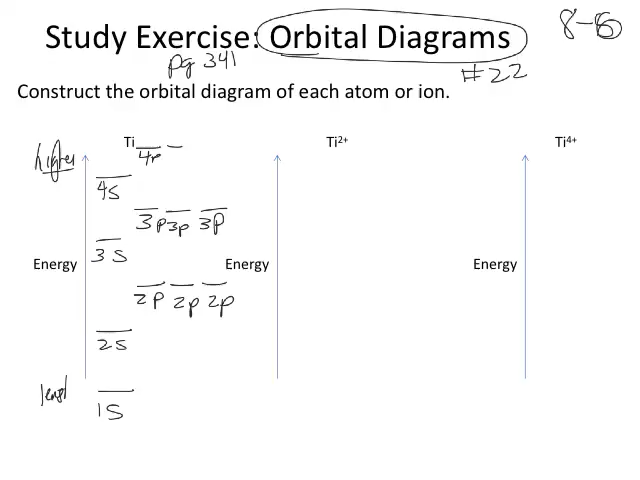 Study Exercise: Orbital Diagrams 8-6
pg 341 #22
Construct the orbital diagram of each atom or ion.
higher Ti 4p Ti2+ Ti4+
4s
3p 3p 3p
3s
Energy Energy Energy
2p 2p 2p
2s
1s